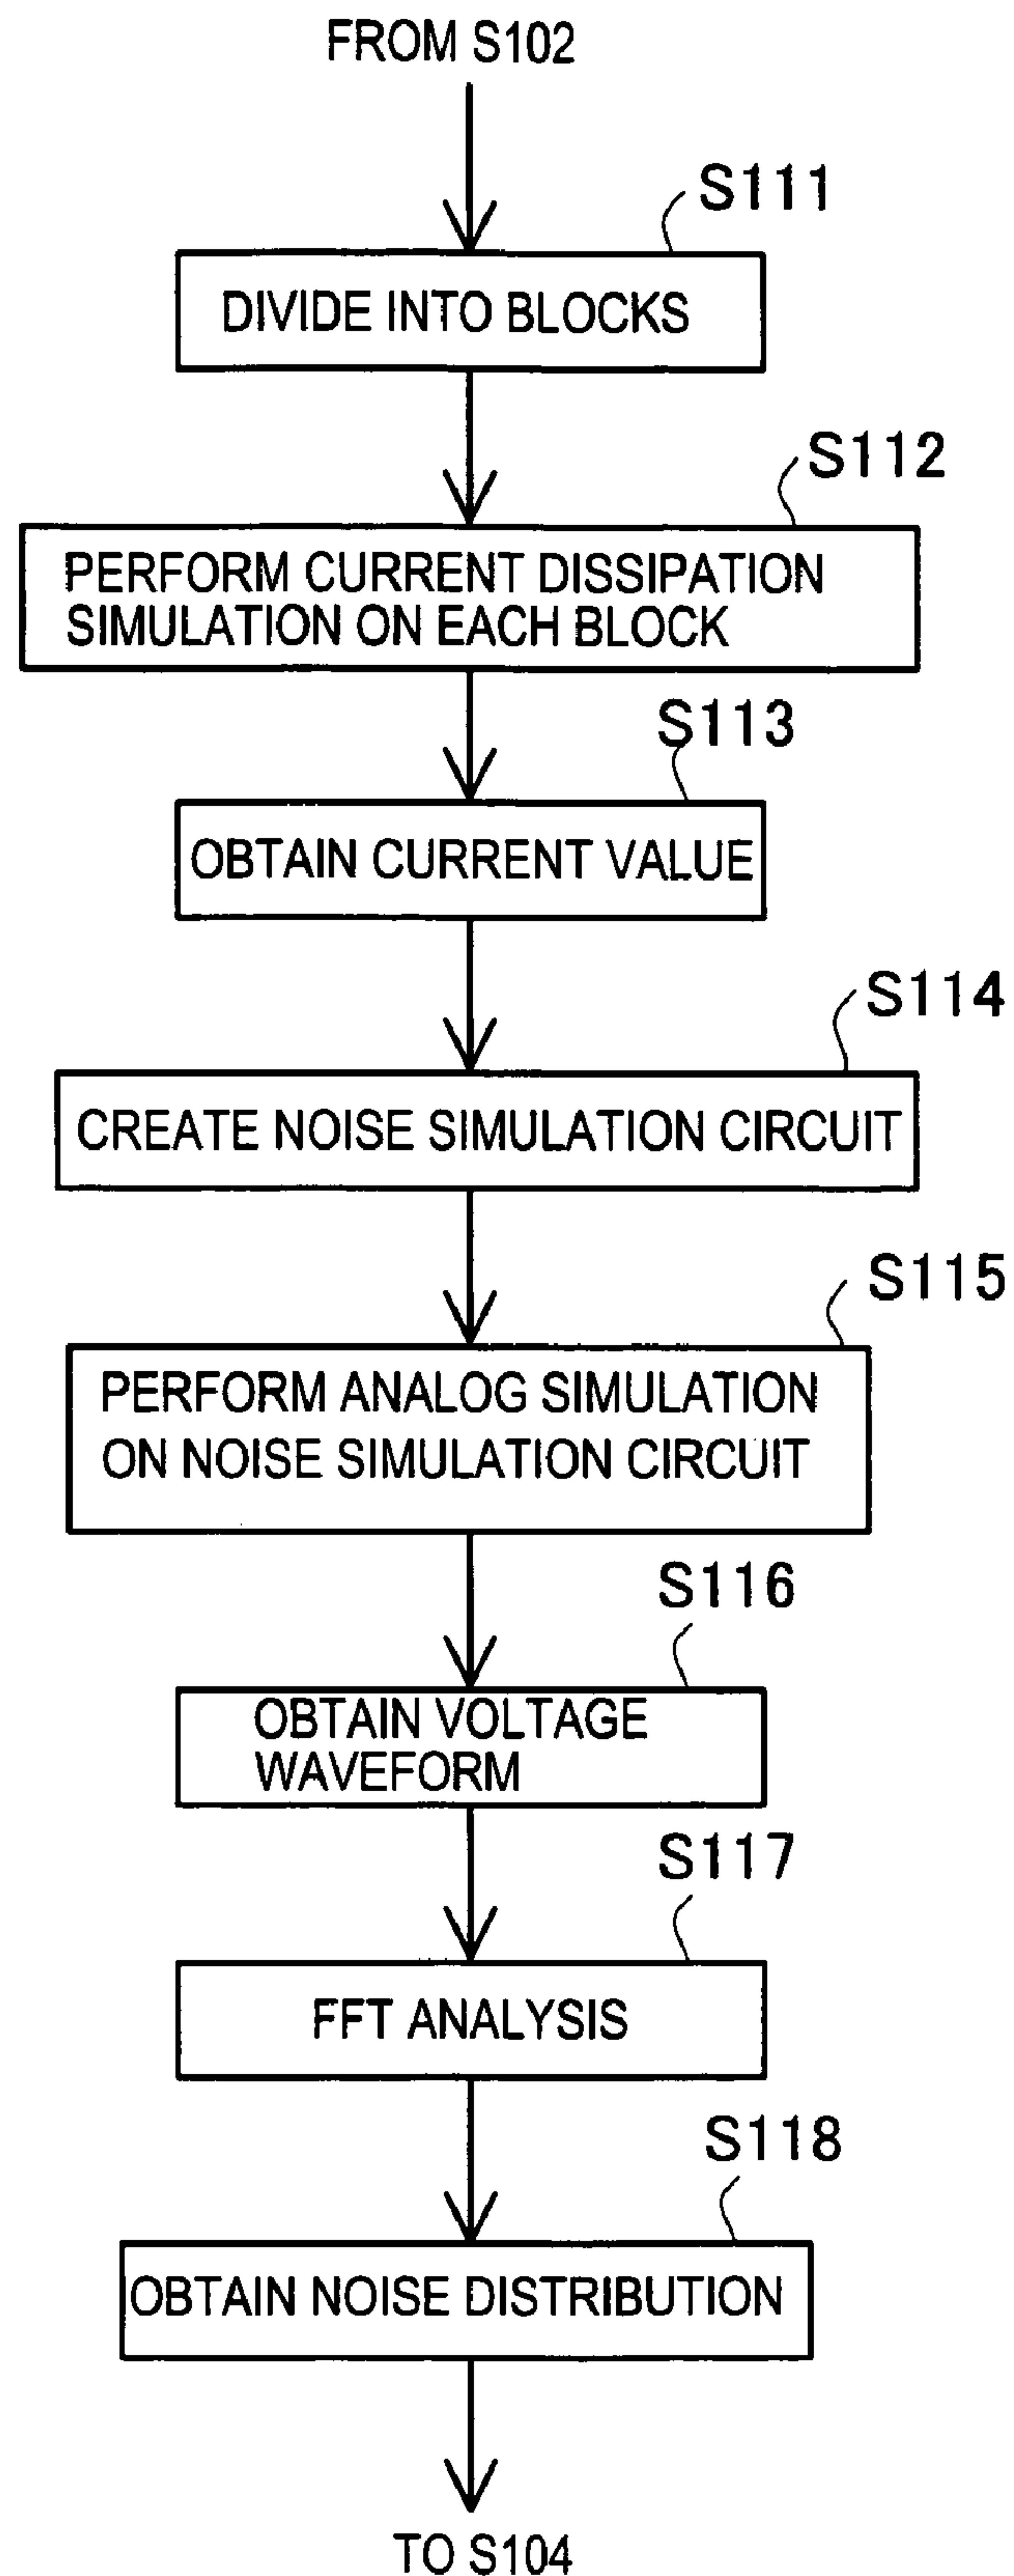 FROM S102
S111
DIVIDE INTO BLOCKS
S112
PERFORM CURRENT DISSIPATION
SIMULATION ON EACH BLOCK
S113
OBTAIN CURRENT VALUE
S114
CREATE NOISE SIMULATION CIRCUIT
S115
PERFORM ANALOG SIMULATION
ON NOISE SIMULATION CIRCUIT
S116
OBTAIN VOLTAGE
WAVEFORM
S117
FFT ANALYSIS
S118
OBTAIN NOISE DISTRIBUTION
TO S104